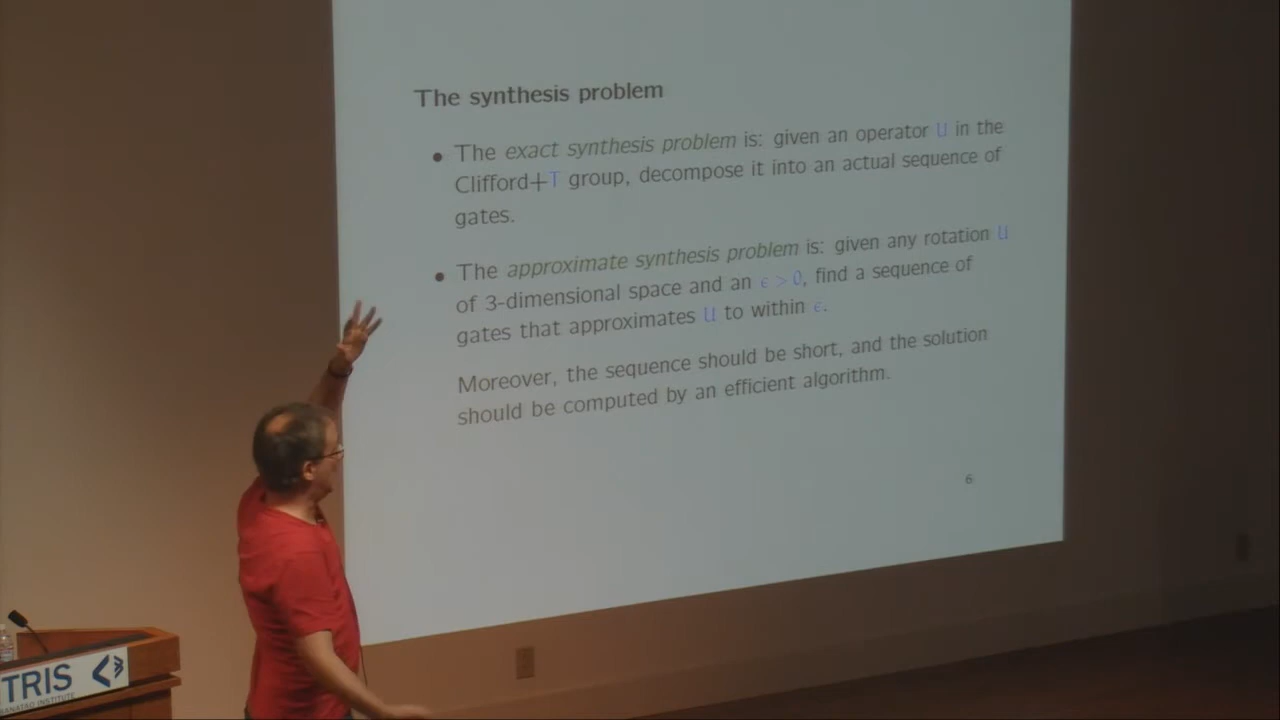 The synthesis problem
• The exact synthesis problem is: given an operator U in the
Clifford+T group, decompose it into an actual sequence of
gates.
• The approximate synthesis problem is: given any rotation U
of 3-dimensional space and an ϵ > 0, find a sequence of
gates that approximates U to within ϵ.
Moreover, the sequence should be short, and the solution
should be computed by an efficient algorithm.
6
TRIS
INSTITUTE